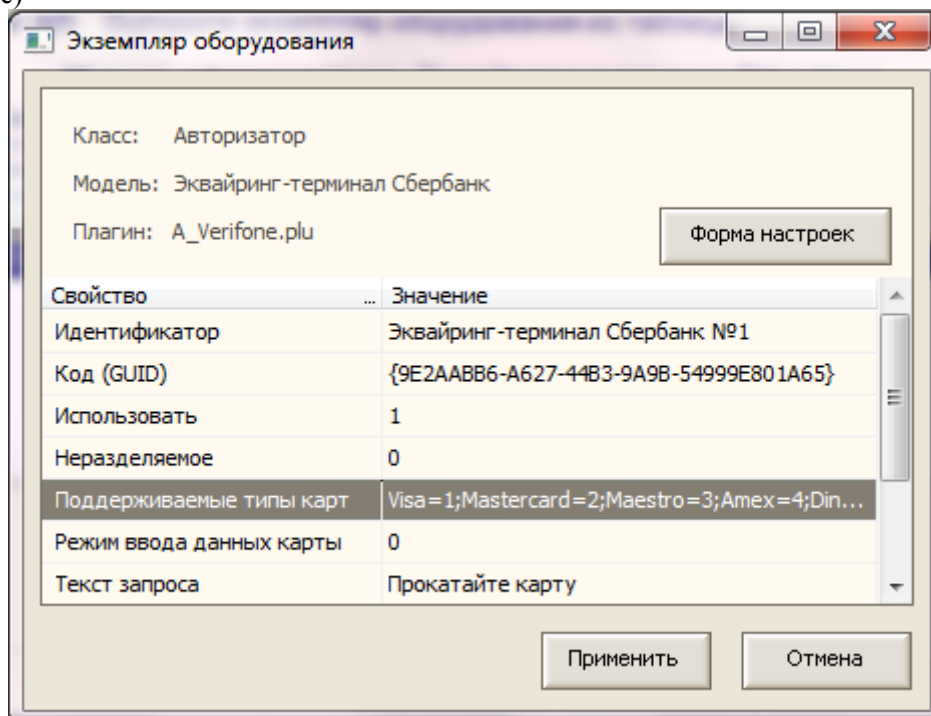 с)
Экземпляр оборудования
Класс: Авторизатор
Модель: Эквайринг-терминал Сбербанк
Плагин: A_Verifone.plu
Форма настроек
Свойство ... Значение
Идентификатор Эквайринг-терминал Сбербанк №1
Код (GUID) {9E2AABB6-A627-44B3-9A9B-54999E801A65}
Использовать 1
Неразделяемое 0
Поддерживаемые типы карт Visa=1;Mastercard=2;Maestro=3;Amex=4;Din...
Режим ввода данных карты 0
Текст запроса Прокатайте карту
Применить Отмена